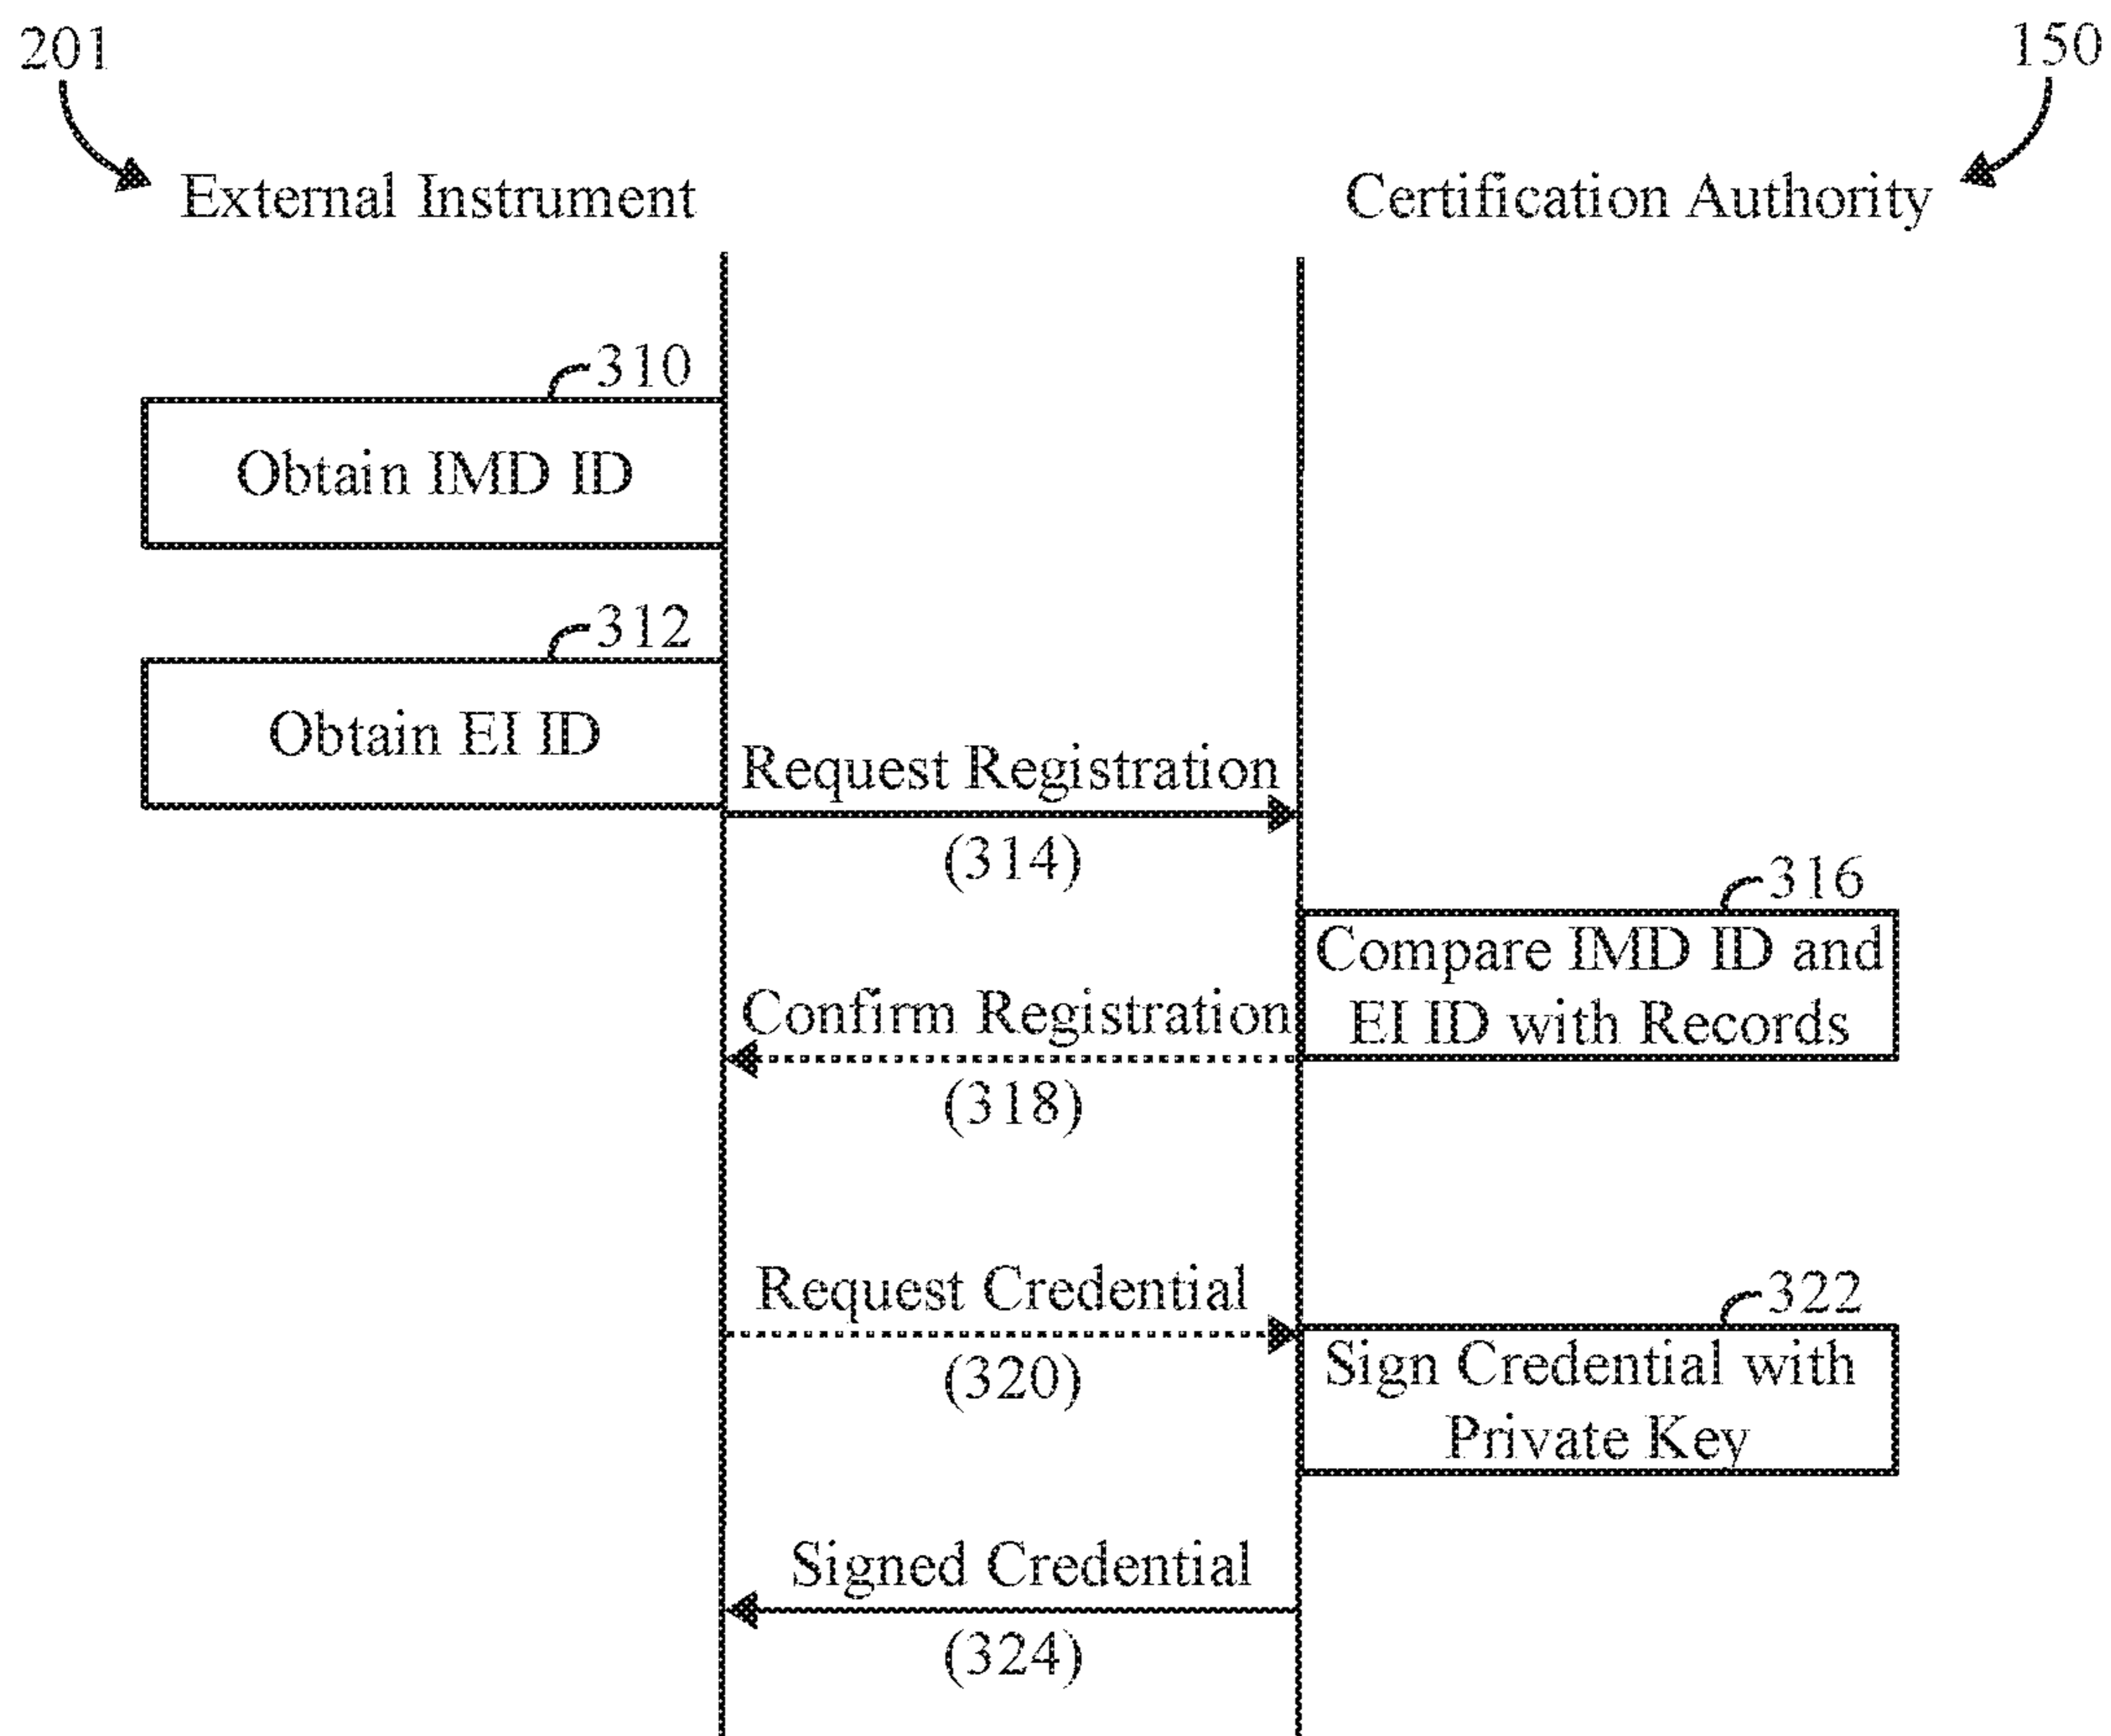 201
150
External Instrument
Certification Authority
310
Obtain IMD ID
312
Obtain EI ID
Request Registration
(314)
316
Compare IMD ID and
EI ID with Records
Confirm Registration
(318)
Request Credential
(320)
322
Sign Credential with
Private Key
Signed Credential
(324)